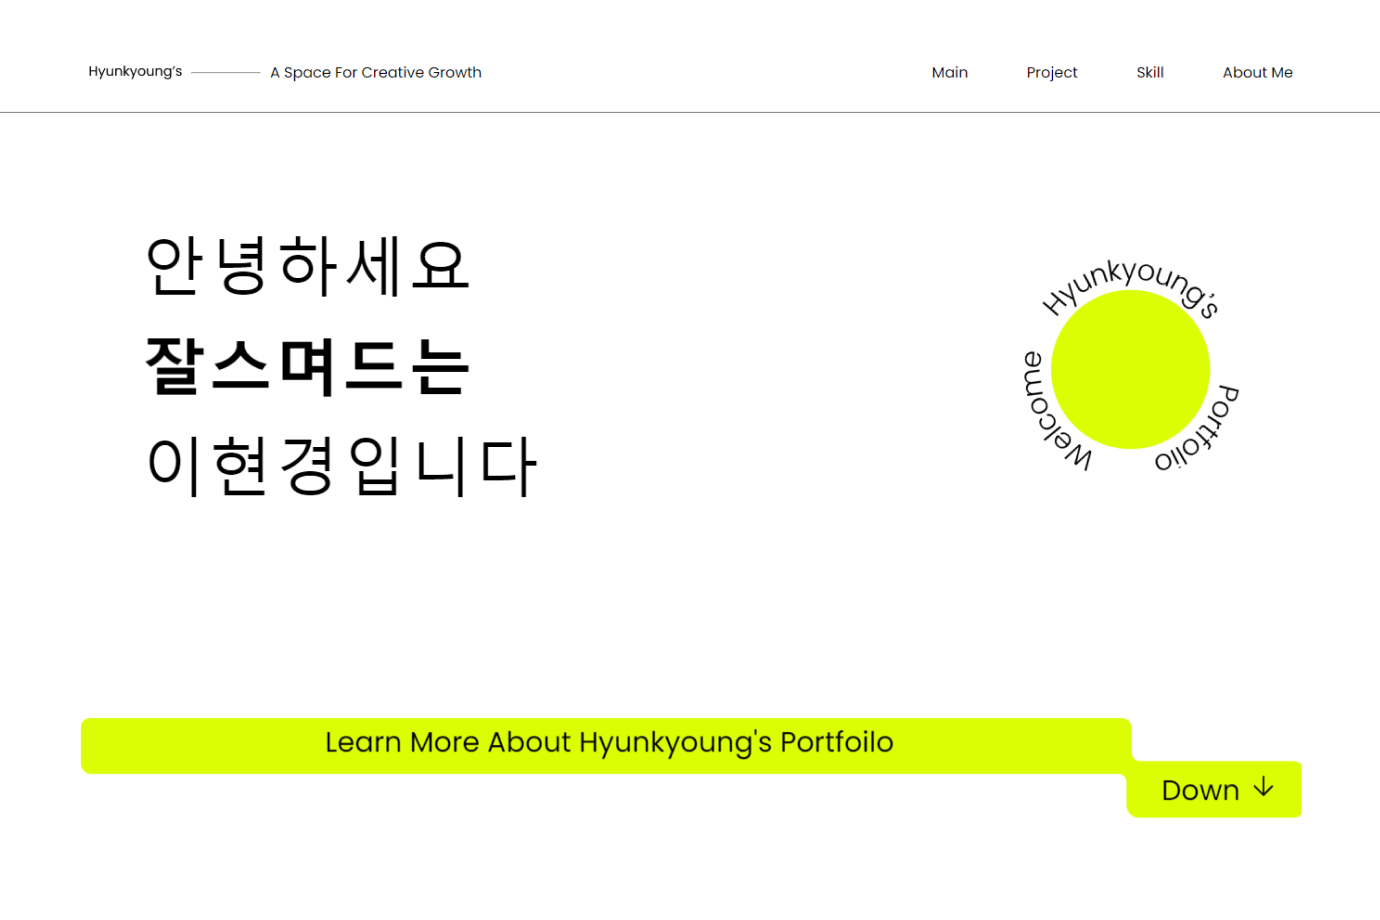 Hyunkyoung’s A Space For Creative Growth Main Project Skill About Me
안녕하세요
잘스며드는
이현경입니다
Welcome
Hyunkyoung’s
Portfolio
Learn More About Hyunkyoung's Portfoilo
Down ↓